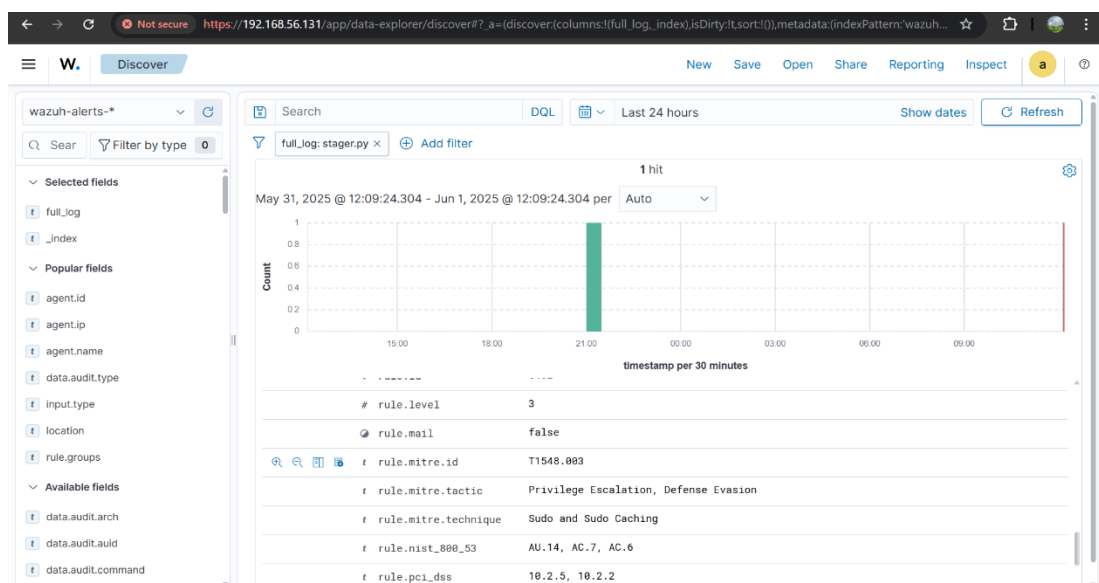 Not secure https://192.168.56.131/app/data-explorer/discover#?_a=(discover:(columns:!(full_log,_index),isDirty:!t,sort:!()),metadata:(indexPattern:'wazuh...
W. Discover New Save Open Share Reporting Inspect a
wazuh-alerts-*
Search DQL Last 24 hours Show dates Refresh
Sear Filter by type 0
full_log: stager.py × Add filter
1 hit
May 31, 2025 @ 12:09:24.304 - Jun 1, 2025 @ 12:09:24.304 per Auto
Selected fields
t full_log
t _index
Popular fields
t agent.id
t agent.ip
t agent.name
t data.audit.type
t input.type
t location
t rule.groups
Available fields
t data.audit.arch
t data.audit.auid
t data.audit.command
Count
1
0.8
0.6
0.4
0.2
0
15:00 18:00 21:00 00:00 03:00 06:00 09:00
timestamp per 30 minutes
# rule.level 3
rule.mail false
t rule.mitre.id T1548.003
t rule.mitre.tactic Privilege Escalation, Defense Evasion
t rule.mitre.technique Sudo and Sudo Caching
t rule.nist_800_53 AU.14, AC.7, AC.6
t rule.pci_dss 10.2.5, 10.2.2